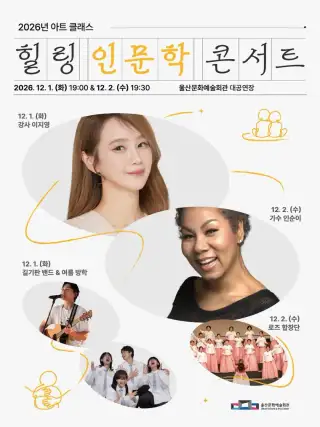 2026년 아트 클래스
힐링 인문학 콘서트
2026. 12. 1. (화) 19:00 & 12. 2. (수) 19:30
울산문화예술회관 대공연장
12. 1. (화)
강사 이지영
12. 2. (수)
가수 인순이
12. 1. (화)
길기판 밴드 & 여름 방학
12. 2. (수)
로즈 합창단
울산문화예술회관